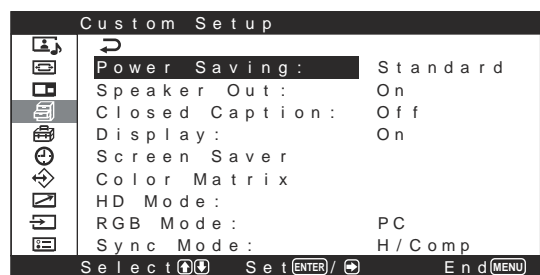 Custom Setup
Power Saving: Standard
Speaker Out: On
Closed Caption: Off
Display: On
Screen Saver
Color Matrix
HD Mode:
RGB Mode: PC
Sync Mode: H/Comp
Select Set ENTER / End MENU